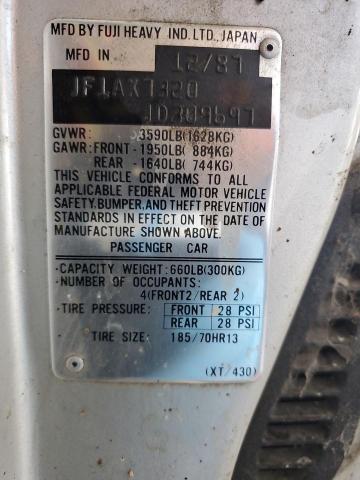 MFD BY FUJI HEAVY IND. LTD., JAPAN
MFD IN 12/87
JF1AX7320
JD309597
GVWR: 3590LB(1628KG)
GAWR: FRONT-1950LB( 884KG)
REAR -1640LB( 744KG)
THIS VEHICLE CONFORMS TO ALL
APPLICABLE FEDERAL MOTOR VEHICLE
SAFETY, BUMPER, AND THEFT PREVENTION
STANDARDS IN EFFECT ON THE DATE OF
MANUFACTURE SHOWN ABOVE.
PASSENGER CAR
-CAPACITY WEIGHT: 660LB(300KG)
-NUMBER OF OCCUPANTS:
4(FRONT2/REAR 2)
-TIRE PRESSURE: FRONT 28 PSI
REAR 28 PSI
-TIRE SIZE: 185/70HR13
(XT/430)